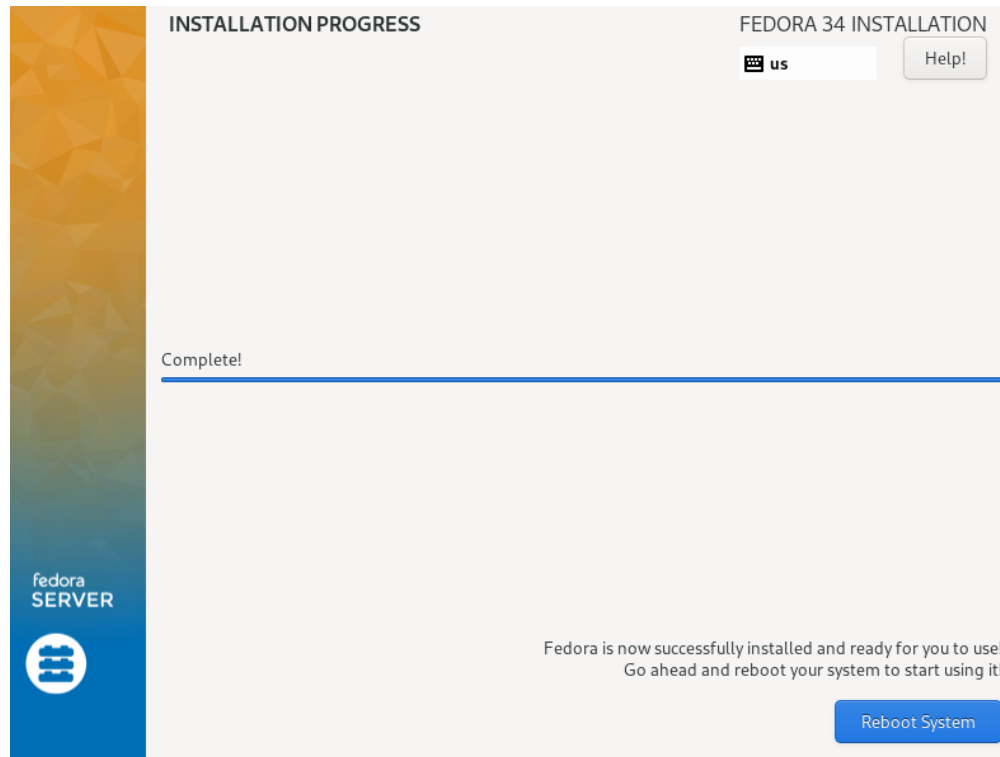 INSTALLATION PROGRESS
FEDORA 34 INSTALLATION
us
Help!
Complete!
fedora
SERVER
Fedora is now successfully installed and ready for you to use!
Go ahead and reboot your system to start using it!
Reboot System